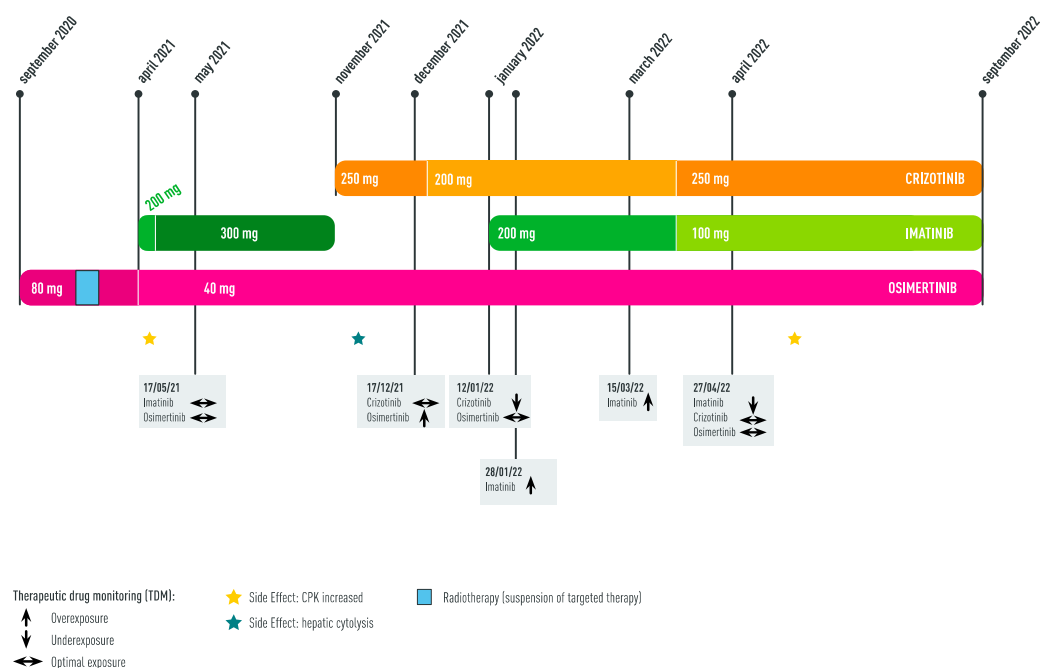 september 2020
april 2021
may 2021
november 2021
december 2021
january 2022
march 2022
april 2022
september 2022
250 mg
200 mg
250 mg
CRIZOTINIB
200 mg
300 mg
200 mg
100 mg
IMATINIB
80 mg
40 mg
OSIMERTINIB
17/05/21
Imatinib
Osimertinib
17/12/21
Crizotinib
Osimertinib
12/01/22
Crizotinib
Osimertinib
15/03/22
Imatinib
27/04/22
Imatinib
Crizotinib
Osimertinib
28/01/22
Imatinib
Therapeutic drug monitoring (TDM):
Overexposure
Underexposure
Optimal exposure
Side Effect: CPK increased
Side Effect: hepatic cytolysis
Radiotherapy (suspension of targeted therapy)